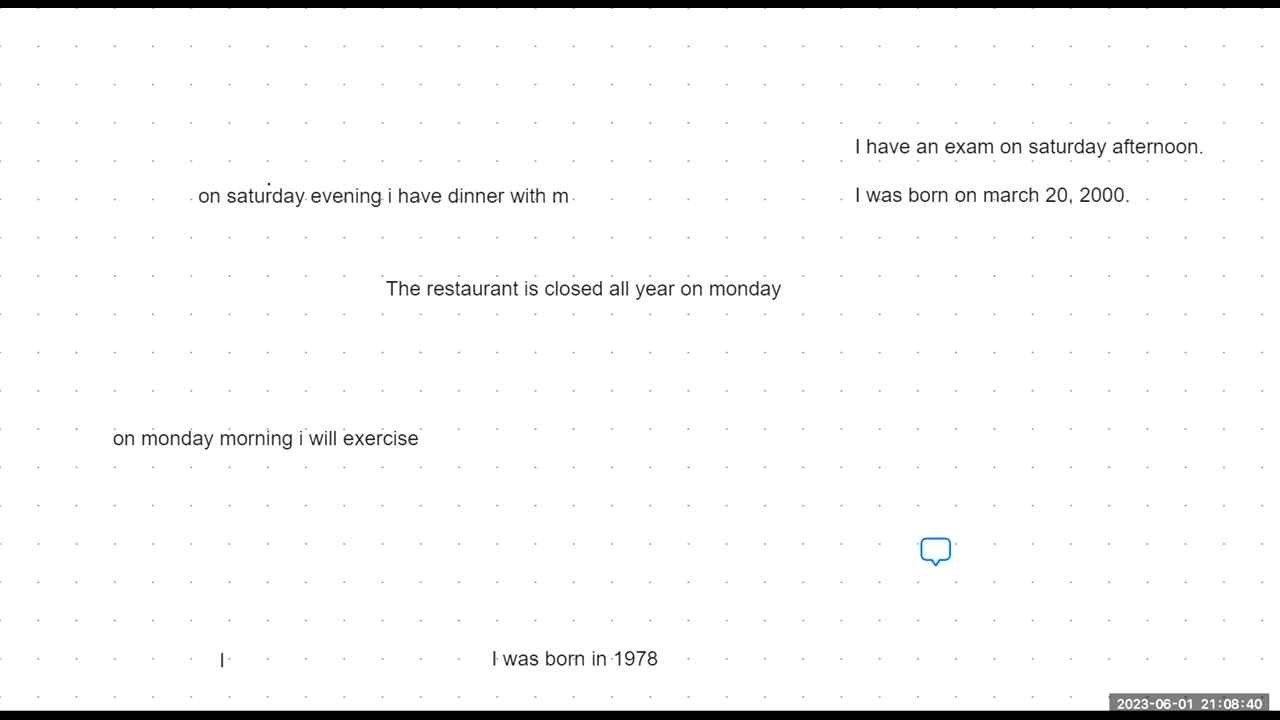 I have an exam on saturday afternoon.
on saturday evening i have dinner with m
I was born on march 20, 2000.
The restaurant is closed all year on monday
on monday morning i will exercise
I
I was born in 1978
2023-06-01 21:08:40